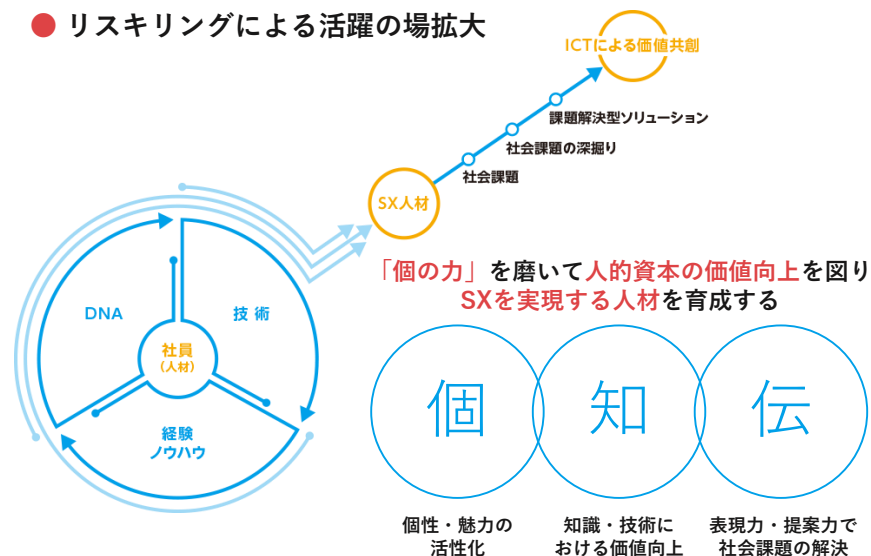 ● リスキリングによる活躍の場拡大
ICTによる価値共創
課題解決型ソリューション
社会課題の深掘り
社会課題
SX人材
DNA
技術
社員
(人材)
経験
ノウハウ
「個の力」を磨いて人的資本の価値向上を図り
SXを実現する人材を育成する
個
知
伝
個性・魅力の
活性化
知識・技術に
おける価値向上
表現力・提案力で
社会課題の解決